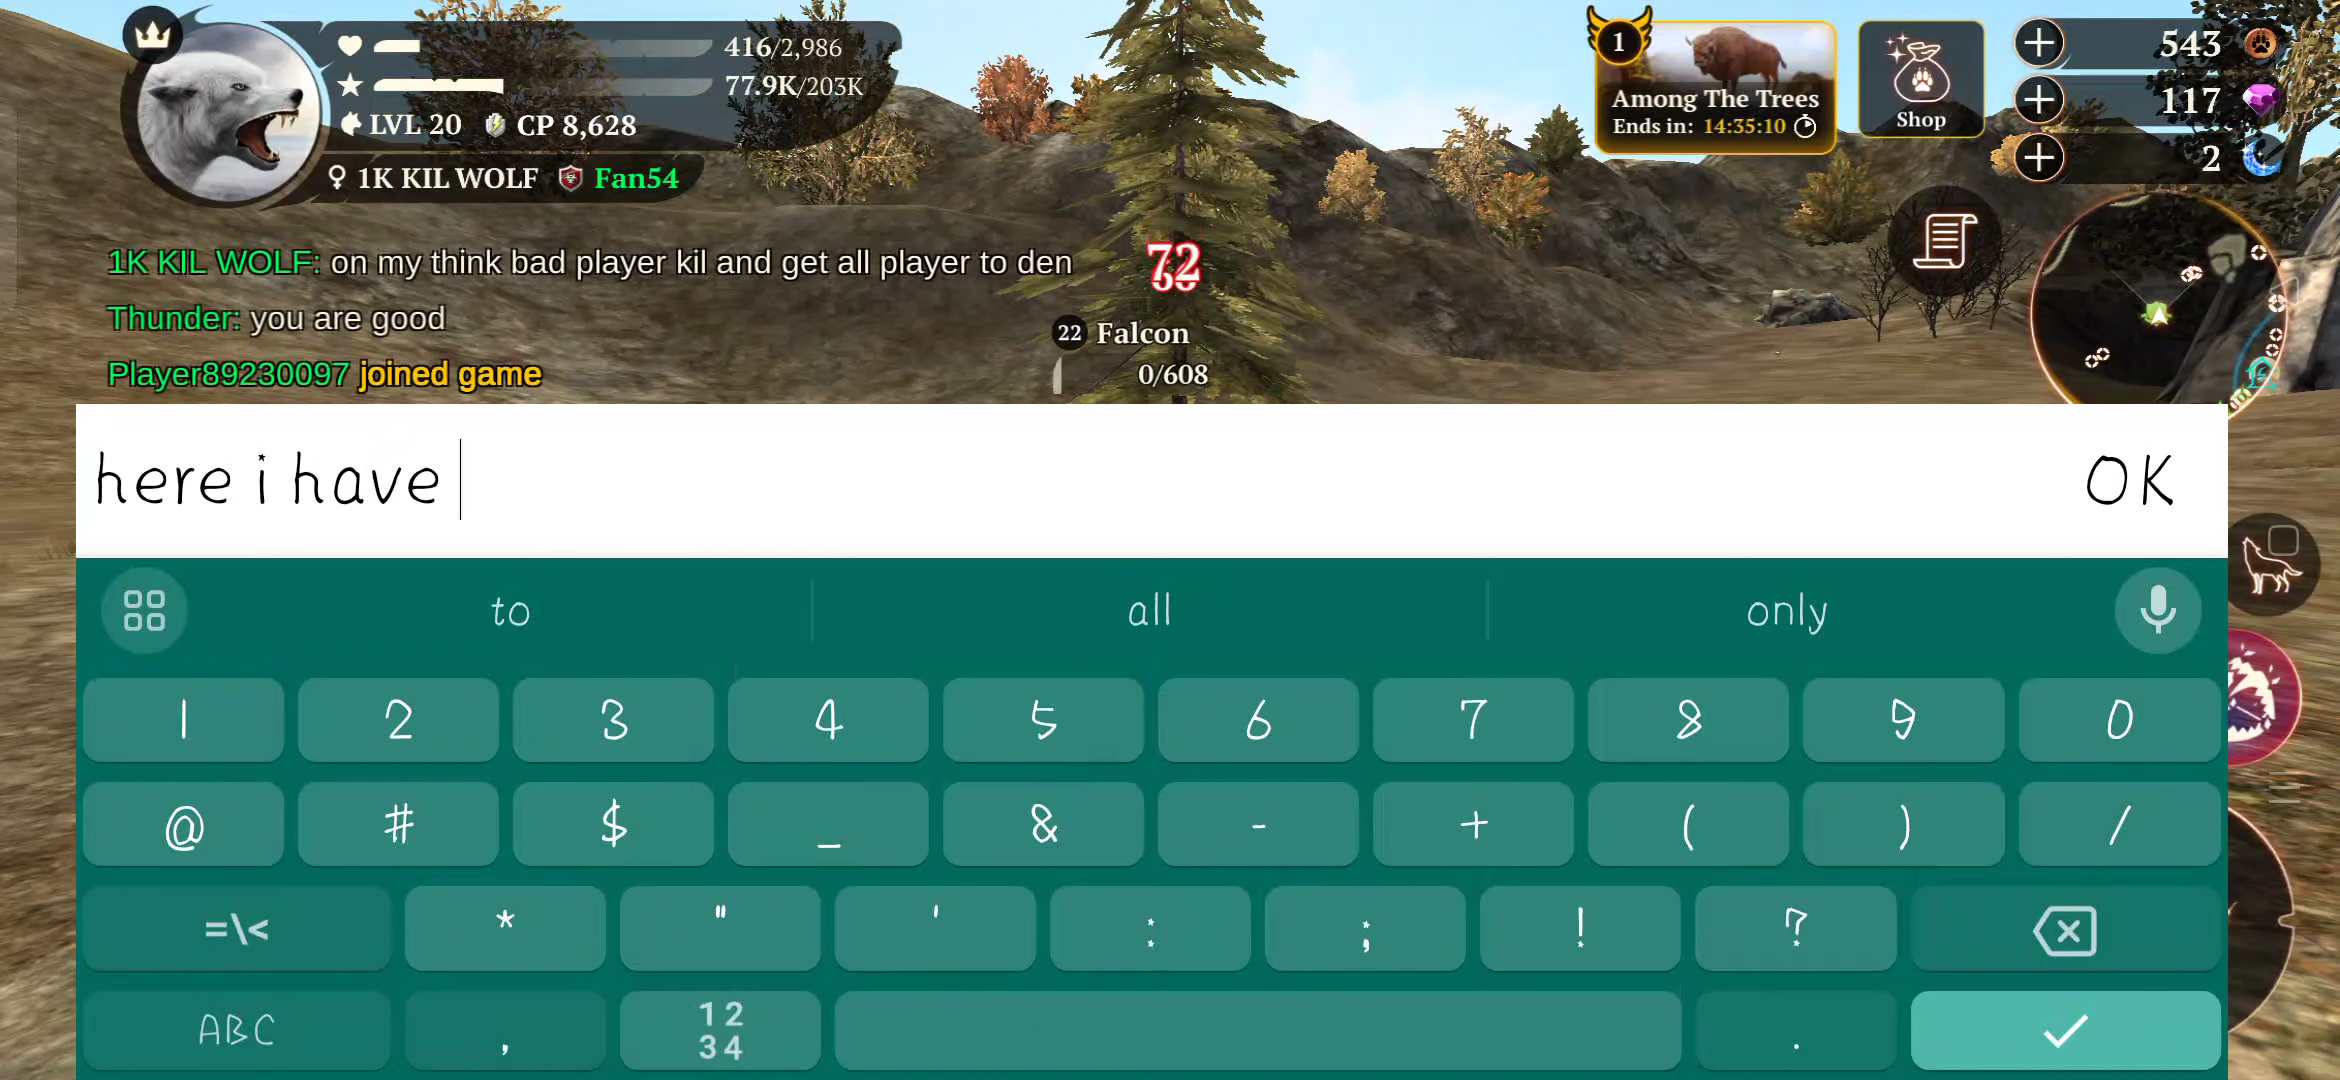 416/2,986
77.9K/203K
LVL 20 CP 8,628
1K KIL WOLF Fan54
1
Among The Trees
Ends in: 14:35:10
Shop
543
117
2
1K KIL WOLF: on my think bad player kil and get all player to den
Thunder: you are good
Player89230097 joined game
72
22 Falcon
0/608
here i have
OK
to all only
1 2 3 4 5 6 7 8 9 0
@ # $ _ & - + ( ) /
=\< * " ' : ; ! ?
ABC , 12 34 .